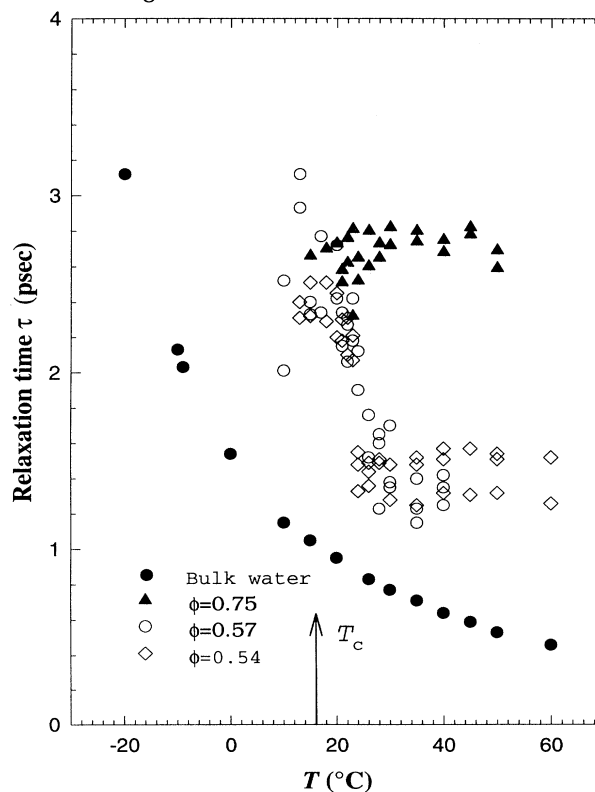 4
3
2
1
0
Relaxation time τ (psec)
Bulk water
ϕ=0.75
ϕ=0.57
ϕ=0.54
Tc
-20 0 20 40 60
T (°C)